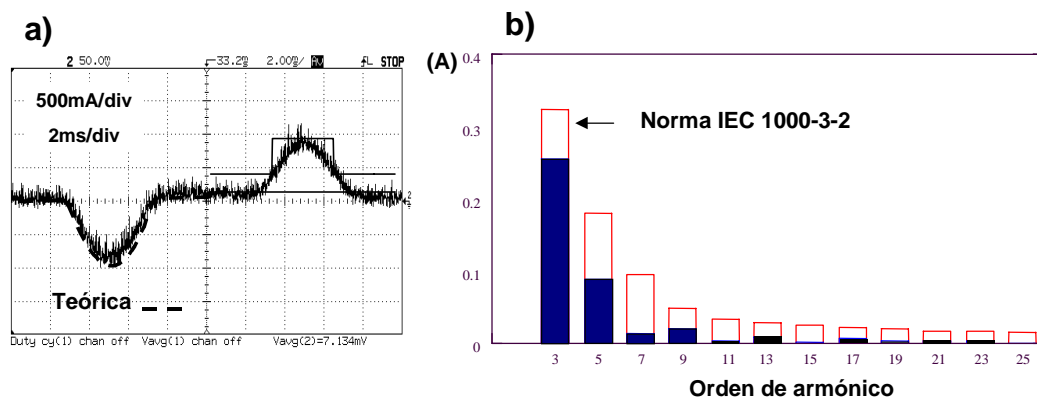 a)
2 50.0V -33.2% 2.00m/ Av STOP
500mA/div
2ms/div
Teórica
Duty cy(1) chan off Vavg(1) chan off Vavg(2)=7.134mV
b)
(A)
0.4
0.3
0.2
0.1
0
Norma IEC 1000-3-2
3 5 7 9 11 13 15 17 19 21 23 25
Orden de armónico